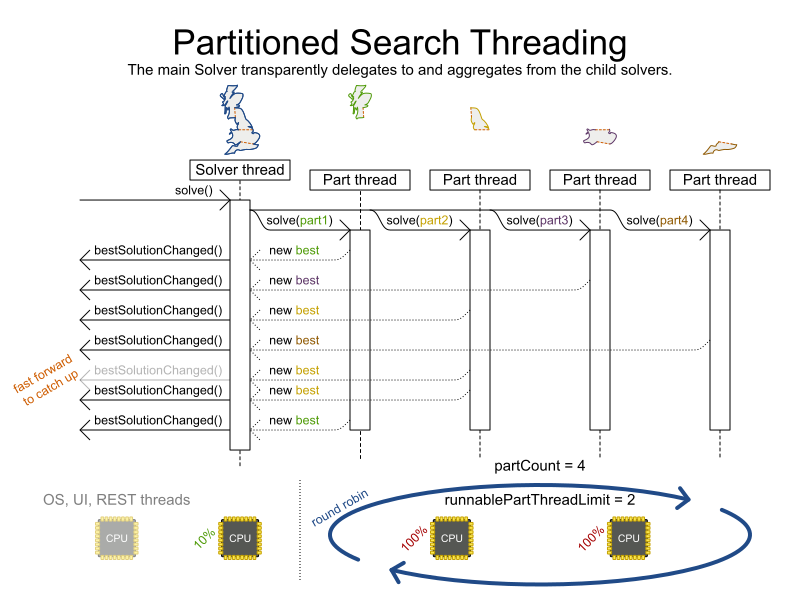 Partitioned Search Threading
The main Solver transparently delegates to and aggregates from the child solvers.
Solver thread
Part thread
Part thread
Part thread
Part thread
solve()
solve(part1)
solve(part2)
solve(part3)
solve(part4)
bestSolutionChanged()
new best
bestSolutionChanged()
new best
bestSolutionChanged()
new best
bestSolutionChanged()
new best
fast forward
to catch up
bestSolutionChanged()
new best
bestSolutionChanged()
new best
bestSolutionChanged()
new best
partCount = 4
OS, UI, REST threads
round robin
runnablePartThreadLimit = 2
CPU
10%
CPU
100%
CPU
100%
CPU